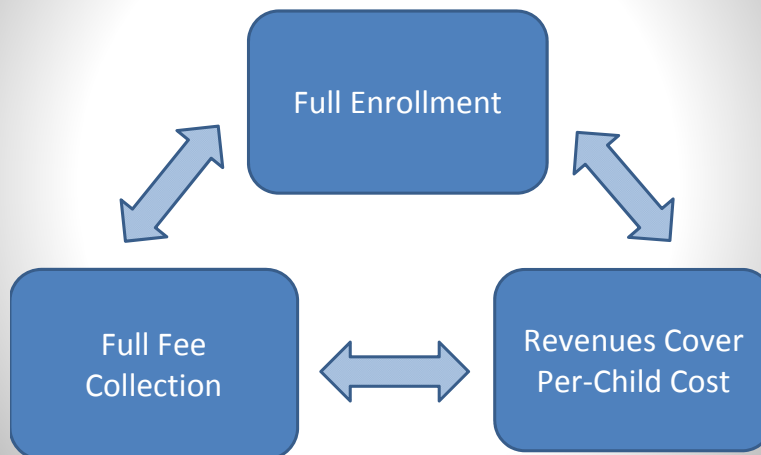 Full Enrollment
Full Fee
Collection
Revenues Cover
Per-Child Cost